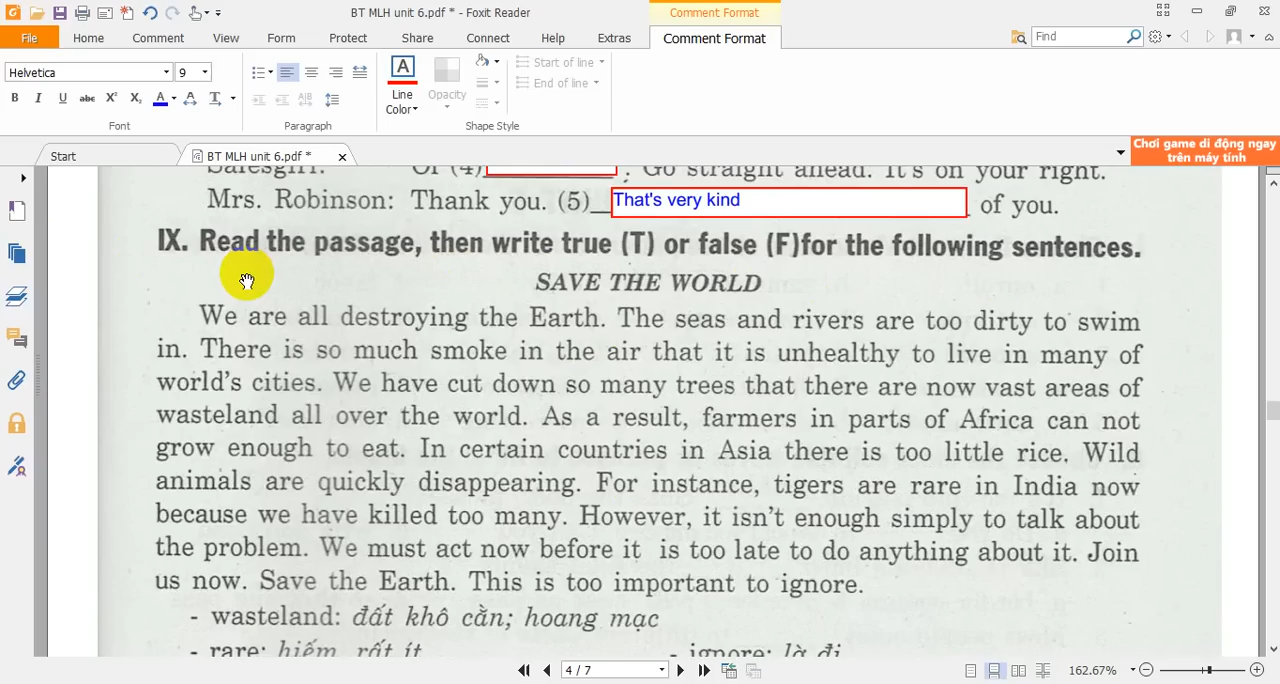 BT MLH unit 6.pdf * - Foxit Reader
Comment Format
File
Home
Comment
View
Form
Protect
Share
Connect
Help
Extras
Comment Format
Find
Helvetica
9
Start of line
End of line
Line
Color
Opacity
Font
Paragraph
Shape Style
Start
BT MLH unit 6.pdf *
Chơi game di động ngay
trên máy tính
Salesgirl: Of (4) ; Go straight ahead. It's on your right.
Mrs. Robinson: Thank you. (5) That's very kind of you.
IX. Read the passage, then write true (T) or false (F)for the following sentences.
SAVE THE WORLD
We are all destroying the Earth. The seas and rivers are too dirty to swim
in. There is so much smoke in the air that it is unhealthy to live in many of
world's cities. We have cut down so many trees that there are now vast areas of
wasteland all over the world. As a result, farmers in parts of Africa can not
grow enough to eat. In certain countries in Asia there is too little rice. Wild
animals are quickly disappearing. For instance, tigers are rare in India now
because we have killed too many. However, it isn't enough simply to talk about
the problem. We must act now before it is too late to do anything about it. Join
us now. Save the Earth. This is too important to ignore.
- wasteland: đất khô cằn; hoang mạc
- rare: hiếm, rất ít - ignore: là đi
4 / 7
162.67%